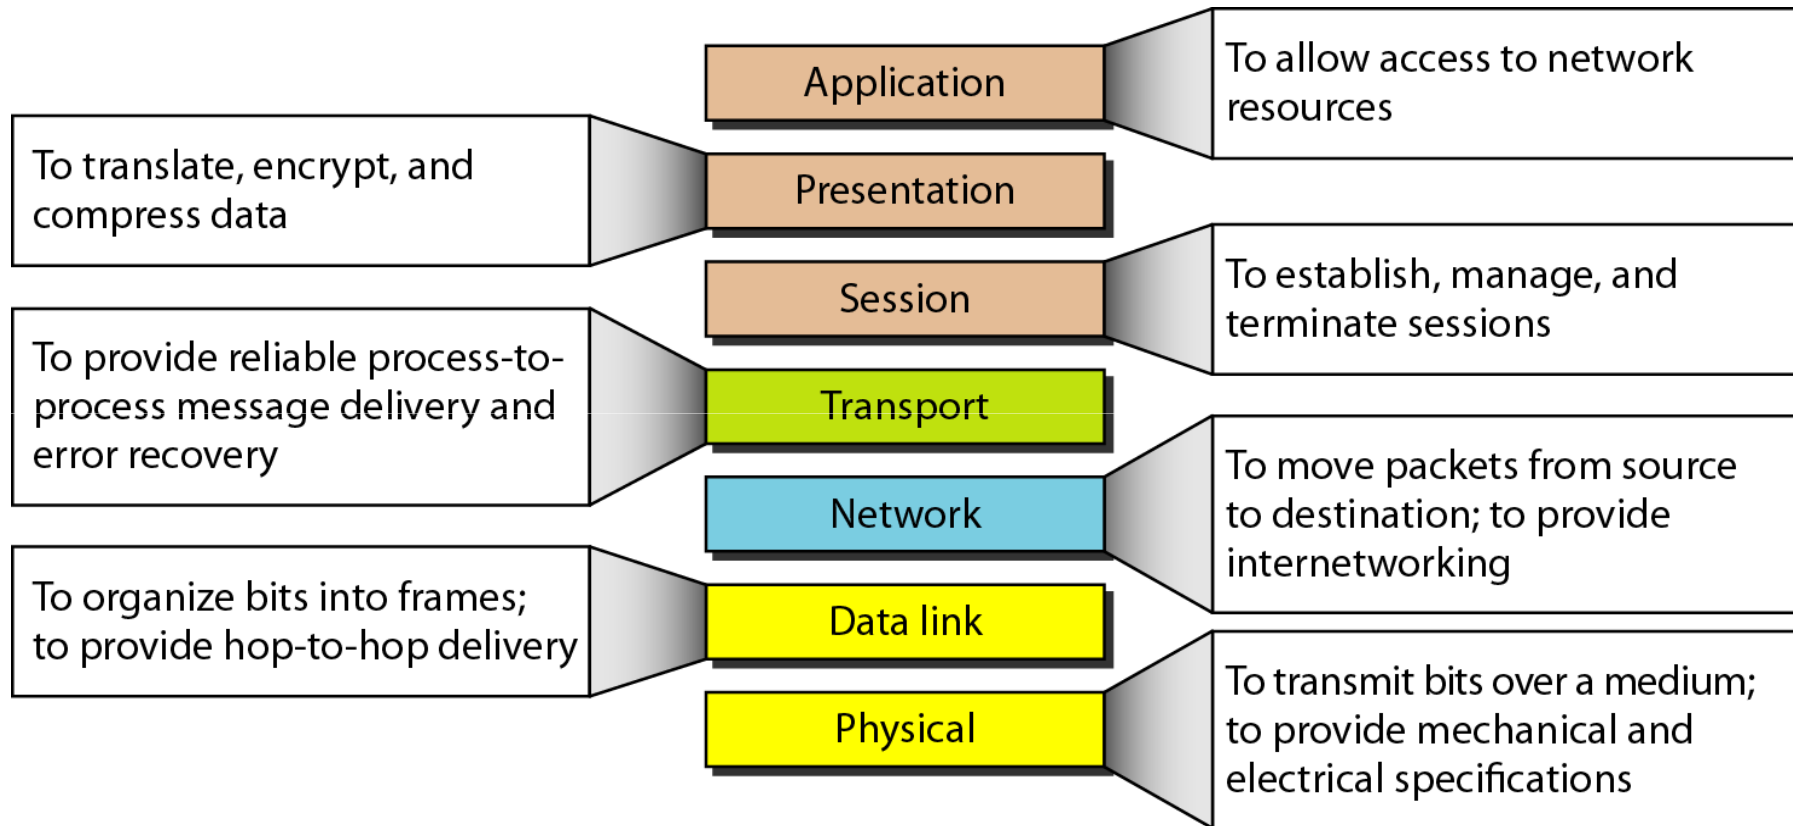 Application
To allow access to network
resources
To translate, encrypt, and
compress data
Presentation
Session
To establish, manage, and
terminate sessions
To provide reliable process-to-
process message delivery and
error recovery
Transport
Network
To move packets from source
to destination; to provide
internetworking
To organize bits into frames;
to provide hop-to-hop delivery
Data link
Physical
To transmit bits over a medium;
to provide mechanical and
electrical specifications